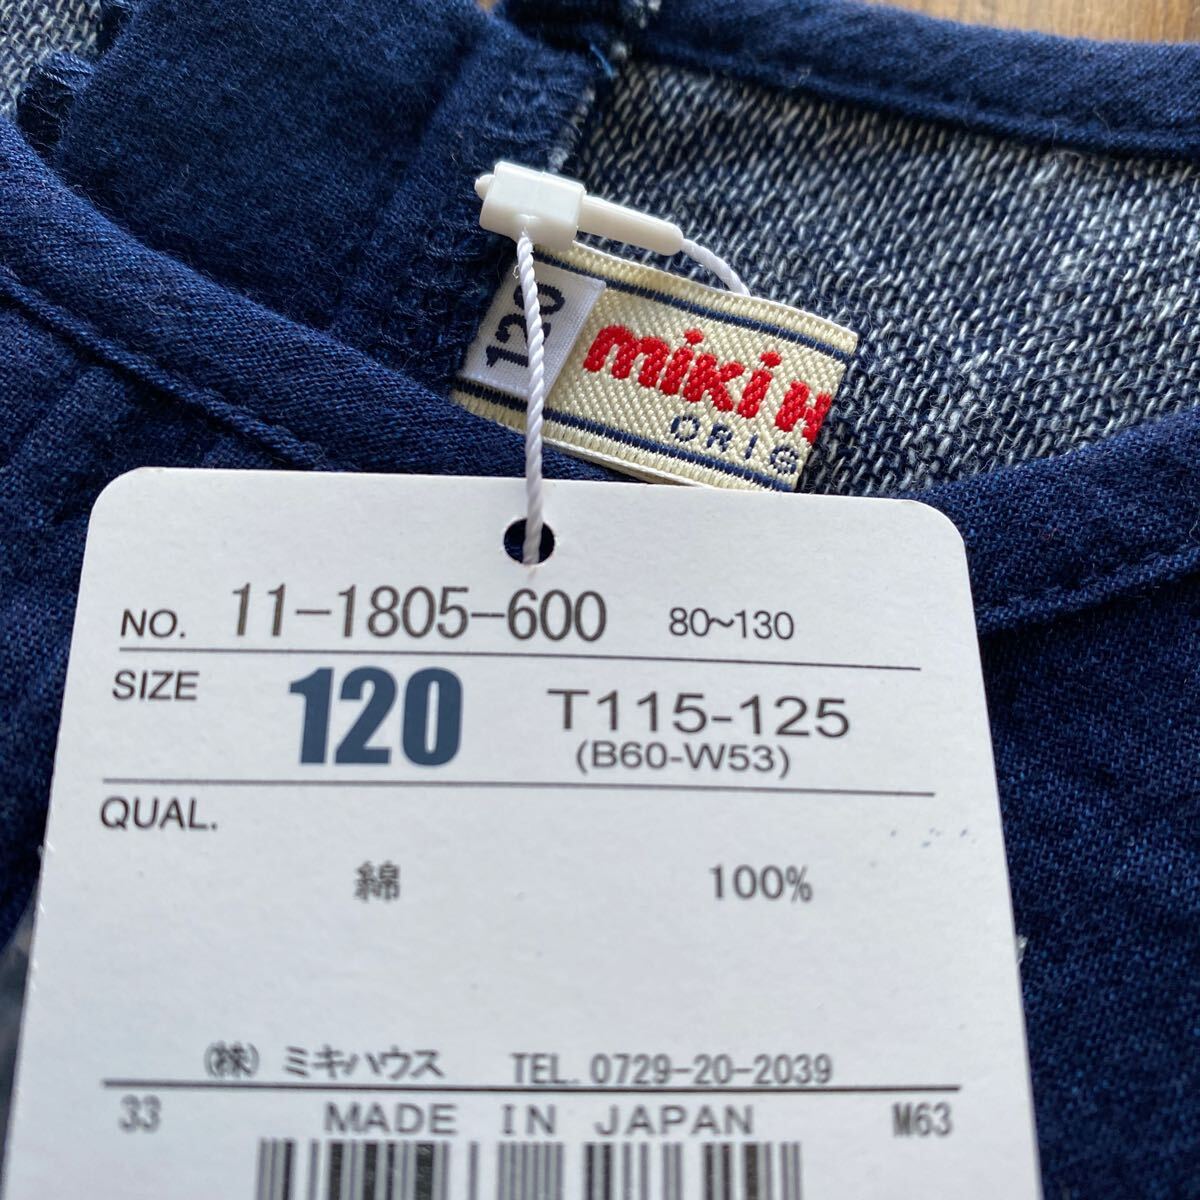 120
miki H
ORIG
NO. 11-1805-600 80~130
SIZE 120 T115-125
(B60-W53)
QUAL.
綿 100%
(株) ミキハウス TEL. 0729-20-2039
33 MADE IN JAPAN M63